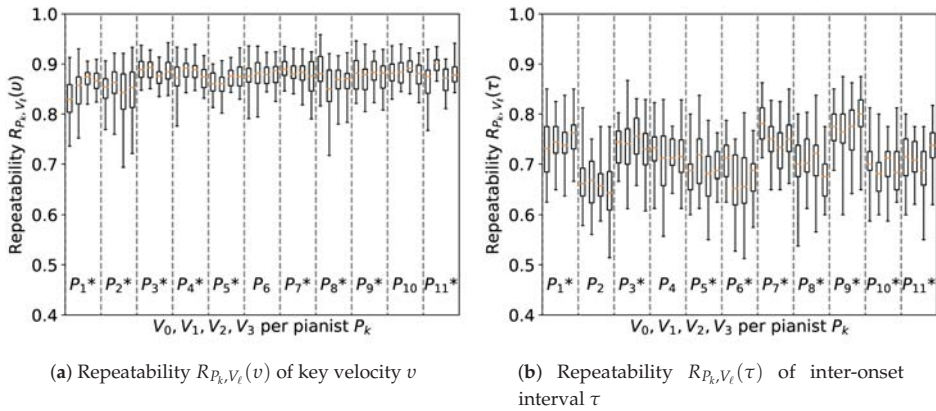 Repeatability R_{P_k,V_ℓ}(υ)
1.0
0.9
0.8
0.7
0.6
0.5
0.4
P₁* P₂* P₃* P₄* P₅* P₆ P₇* P₈* P₉* P₁₀ P₁₁*
V₀, V₁, V₂, V₃ per pianist P_k
(a) Repeatability R_{P_k,V_ℓ}(υ) of key velocity υ
Repeatability R_{P_k,V_ℓ}(τ)
1.0
0.9
0.8
0.7
0.6
0.5
0.4
P₁* P₂ P₃* P₄ P₅* P₆* P₇* P₈* P₉* P₁₀* P₁₁*
V₀, V₁, V₂, V₃ per pianist P_k
(b) Repeatability R_{P_k,V_ℓ}(τ) of inter-onset
interval τ